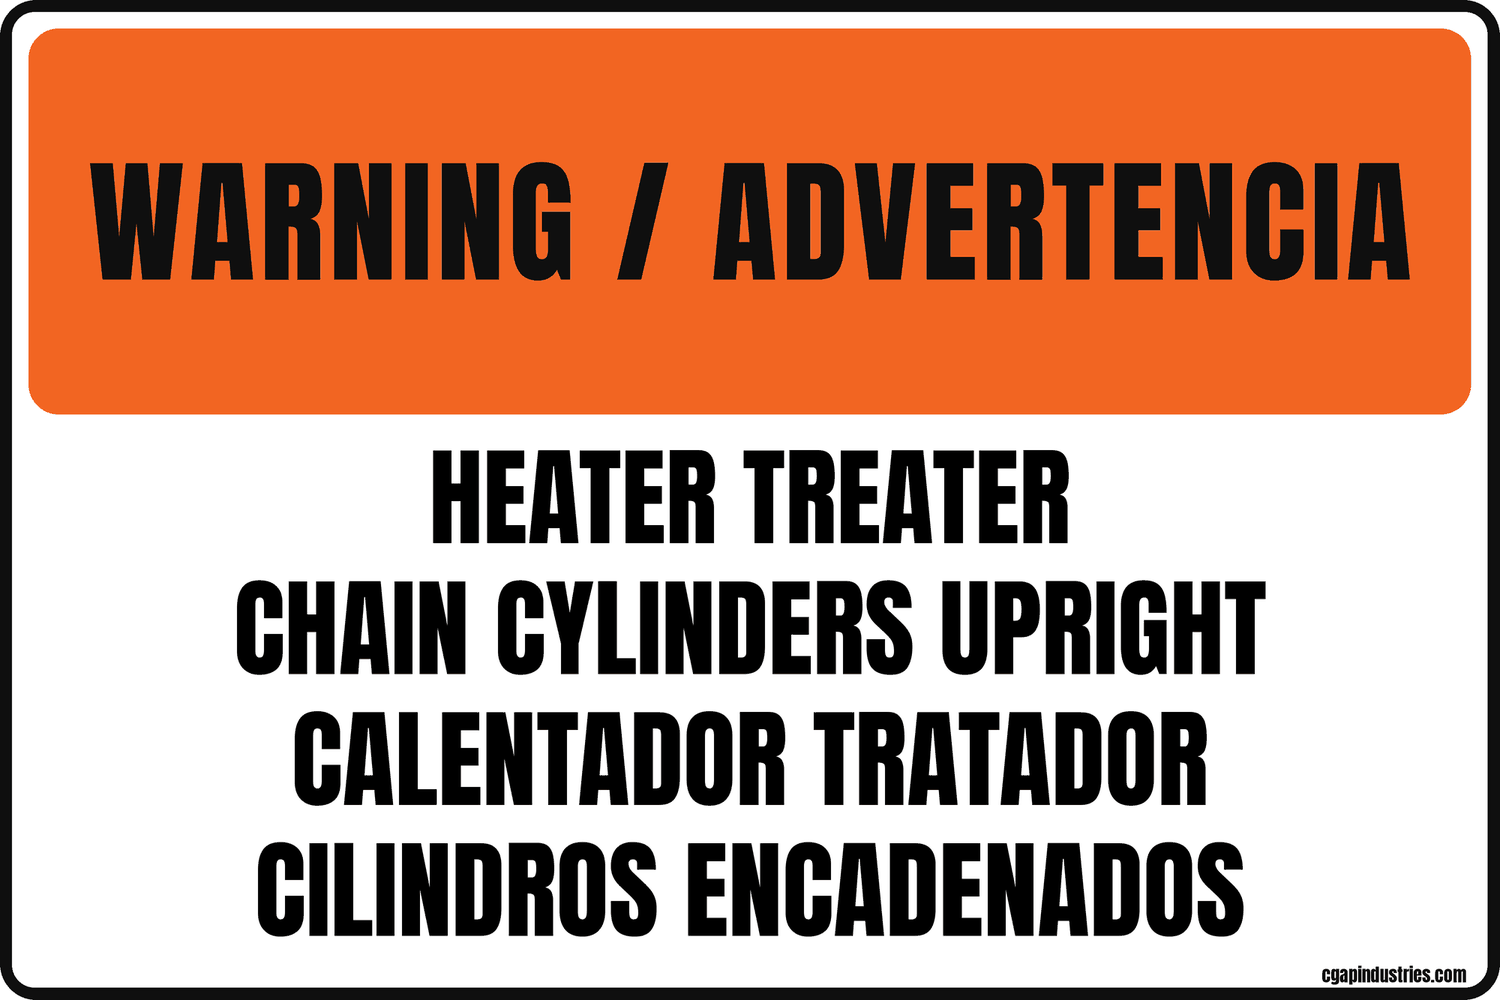 WARNING / ADVERTENCIA
HEATER TREATER
CHAIN CYLINDERS UPRIGHT
CALENTADOR TRATADOR
CILINDROS ENCADENADOS
cgapindustries.com